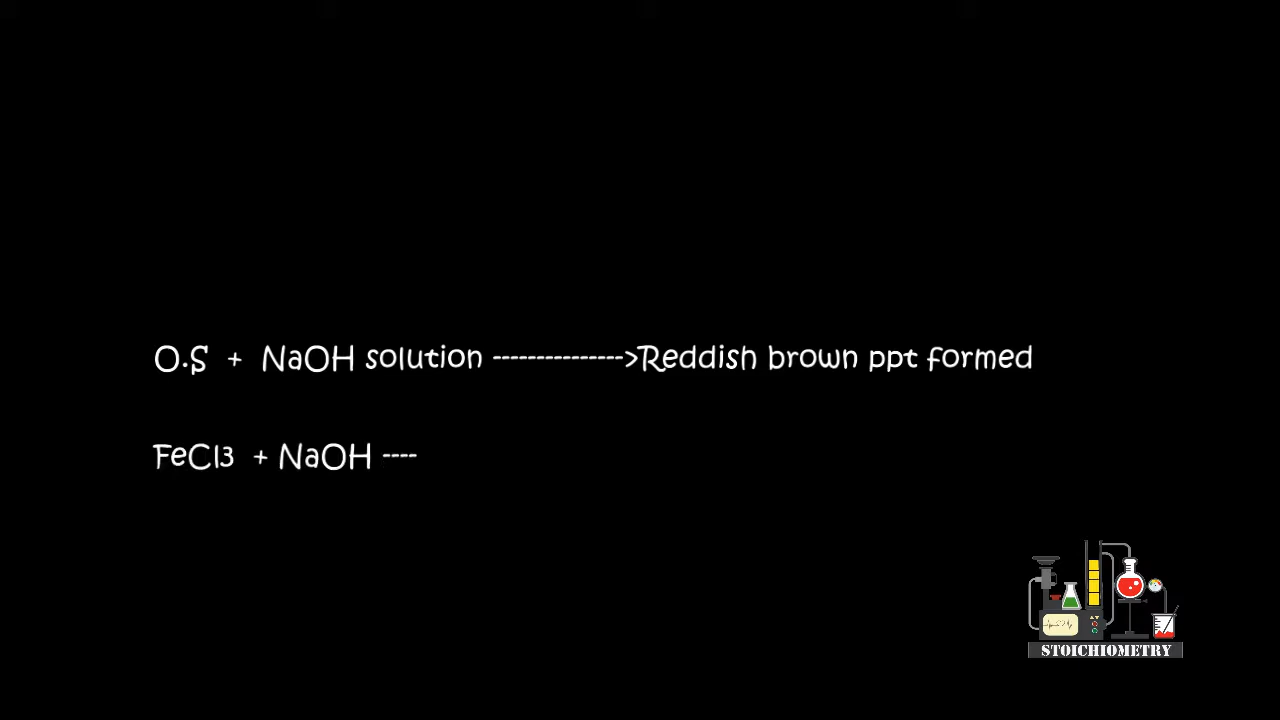 O.S + NaOH solution --------------->Reddish brown ppt formed
FeCl3 + NaOH ----
STOICHIOMETRY